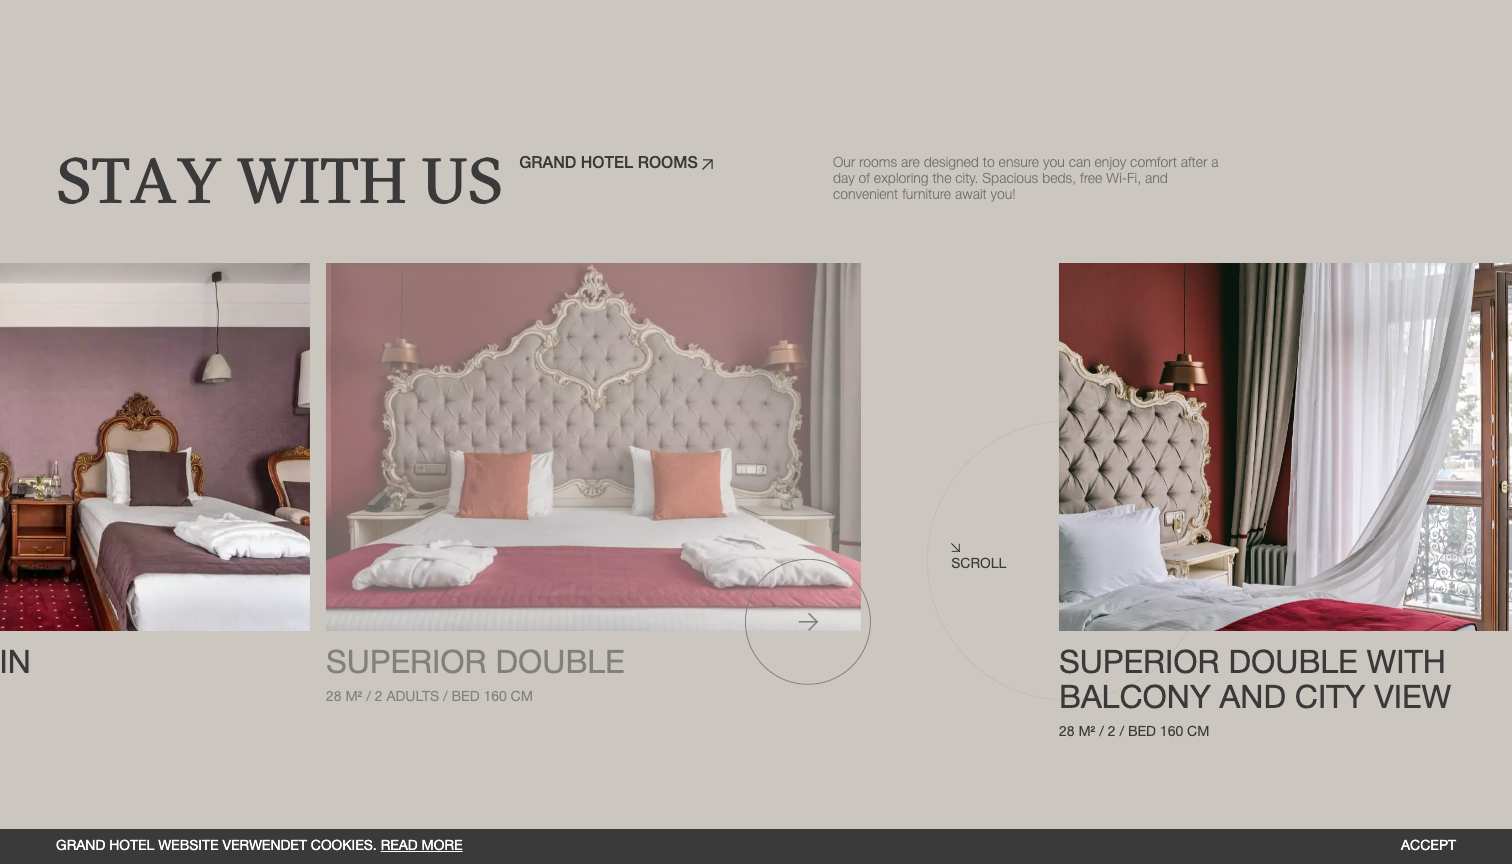 STAY WITH US
GRAND HOTEL ROOMS
Our rooms are designed to ensure you can enjoy comfort after a
day of exploring the city. Spacious beds, free Wi-Fi, and
convenient furniture await you!
SCROLL
IN
SUPERIOR DOUBLE
28 M² / 2 ADULTS / BED 160 CM
SUPERIOR DOUBLE WITH
BALCONY AND CITY VIEW
28 M² / 2 / BED 160 CM
GRAND HOTEL WEBSITE VERWENDET COOKIES. READ MORE
ACCEPT